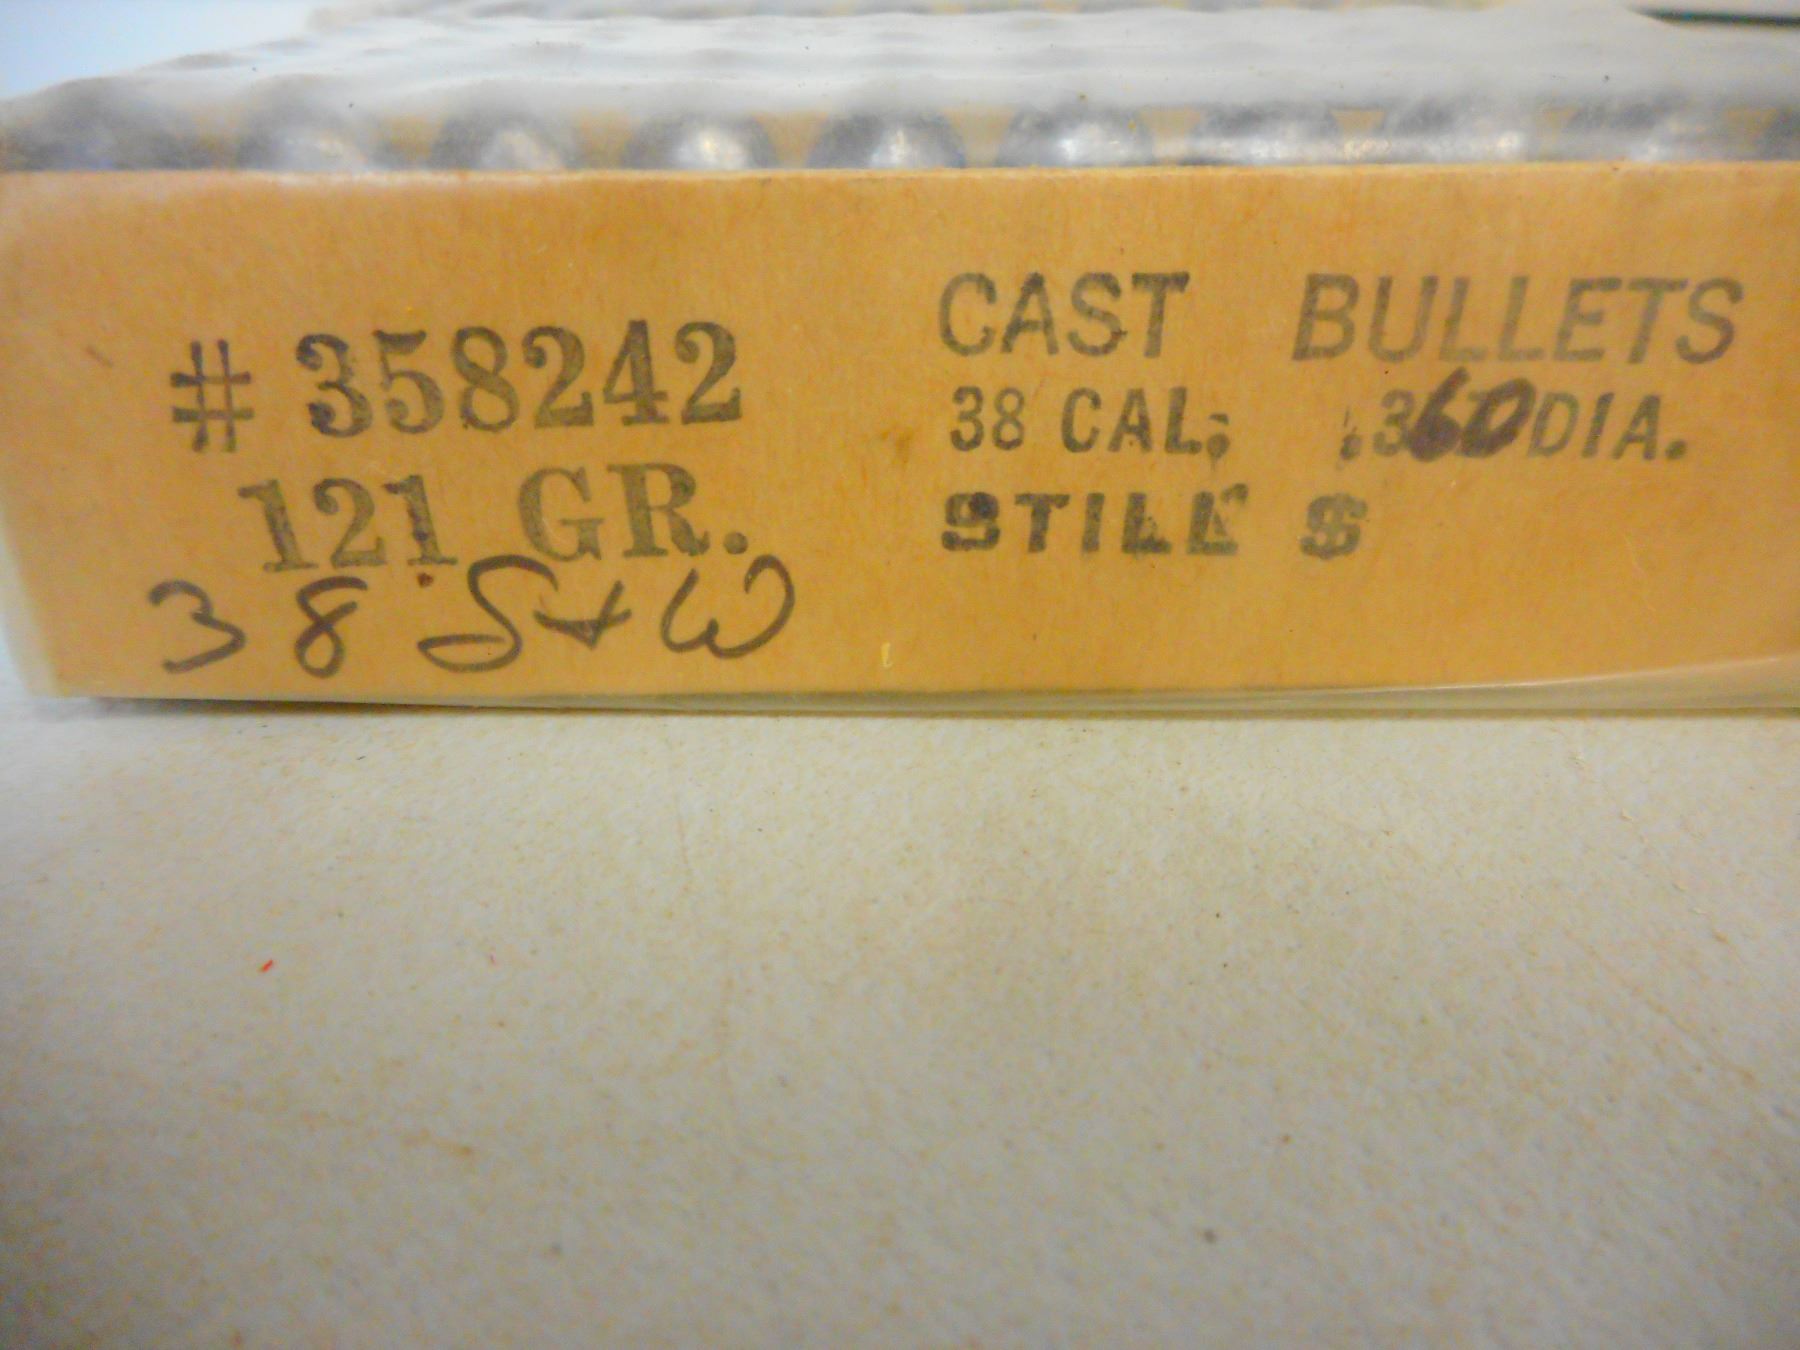 # 358242
121 GR.
38 S+W
CAST BULLETS
38 CAL. .360 DIA.
STILL S